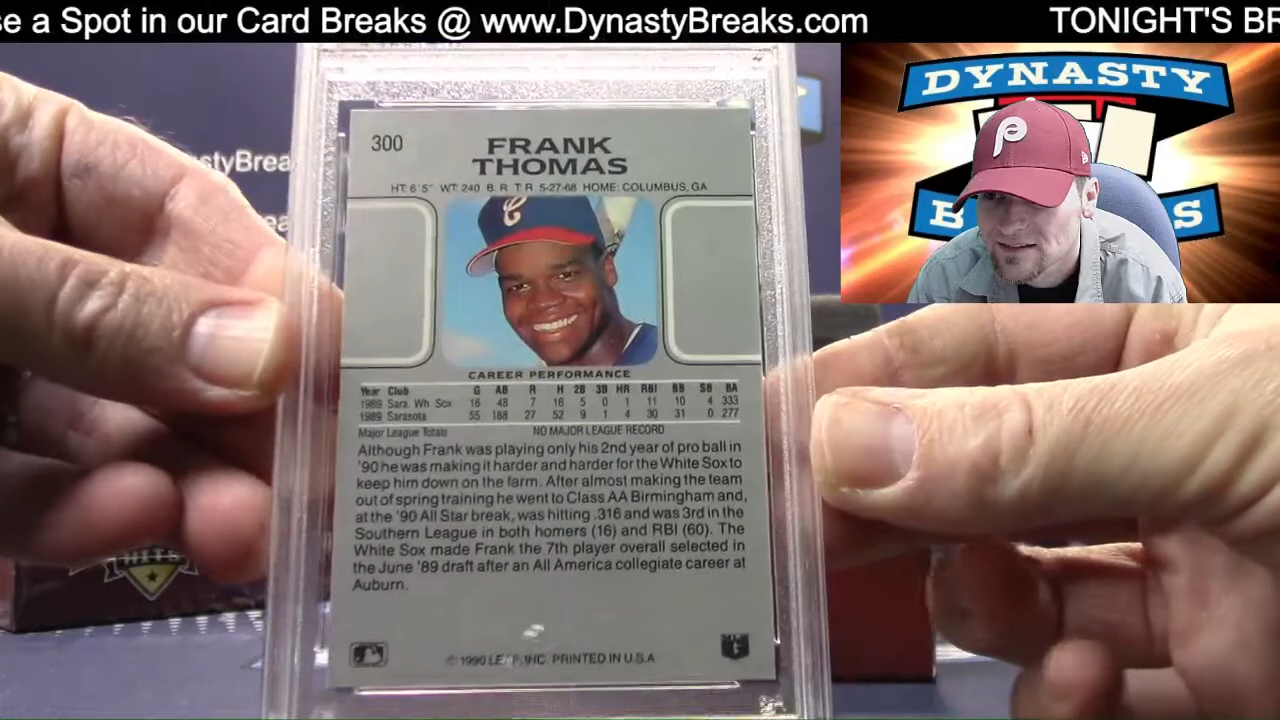 se a Spot in our Card Breaks @ www.DynastyBreaks.com TONIGHT'S BR
DYNASTY
300
FRANK
THOMAS
HT: 6'5" WT: 240 B. R. T. R 5-27-68 HOME: COLUMBUS, GA
CAREER PERFORMANCE
Year Club G AB R H 2B 3B HR RBI BB SB BA
1989 Sara. Wh Sox 16 48 7 16 5 0 1 11 10 4 .333
1989 Sarasota 55 188 27 52 9 1 4 30 31 0 .277
Major League Totals NO MAJOR LEAGUE RECORD
Although Frank was playing only his 2nd year of pro ball in
'90 he was making it harder and harder for the White Sox to
keep him down on the farm. After almost making the team
out of spring training he went to Class AA Birmingham and,
at the '90 All Star break, was hitting .316 and was 3rd in the
Southern League in both homers (16) and RBI (60). The
White Sox made Frank the 7th player overall selected in
the June '89 draft after an All America collegiate career at
Auburn.
© 1990 LEAF, INC. PRINTED IN U.S.A
nastyBrea